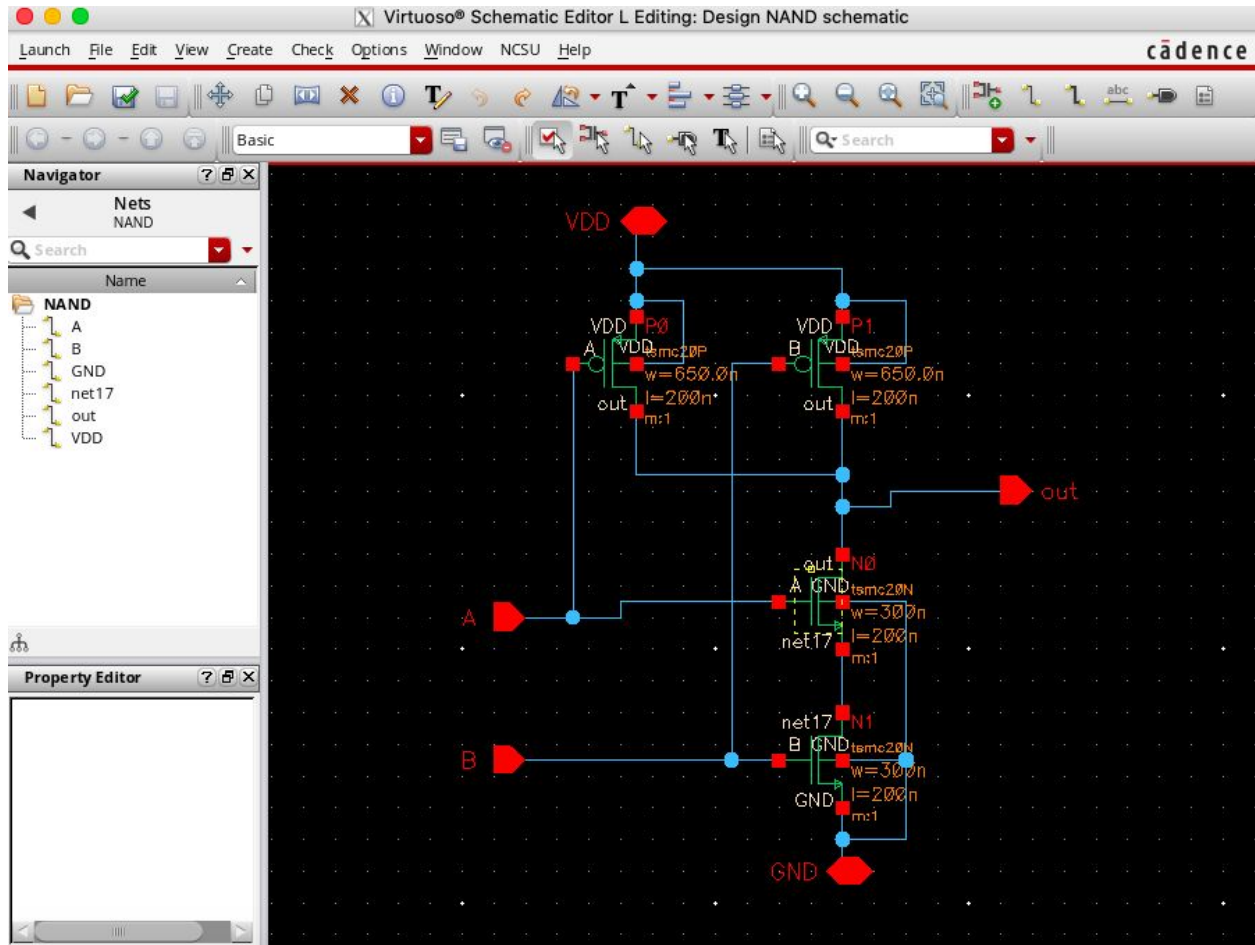 Virtuoso® Schematic Editor L Editing: Design NAND schematic
Launch File Edit View Create Check Options Window NCSU Help
cādence
abc
Basic
Search
Navigator
Nets
NAND
Search
Name
NAND
A
B
GND
net17
out
VDD
Property Editor
VDD
VDD P0
A VDD tsmc20P
w=650.0n
out l=200n
m:1
VDD P1
B VDD tsmc20P
w=650.0n
out l=200n
m:1
out
out N0
A GND tsmc20N
w=300n
net17 l=200n
m:1
A
net17 N1
B GND tsmc20N
w=300n
GND l=200n
m:1
B
GND